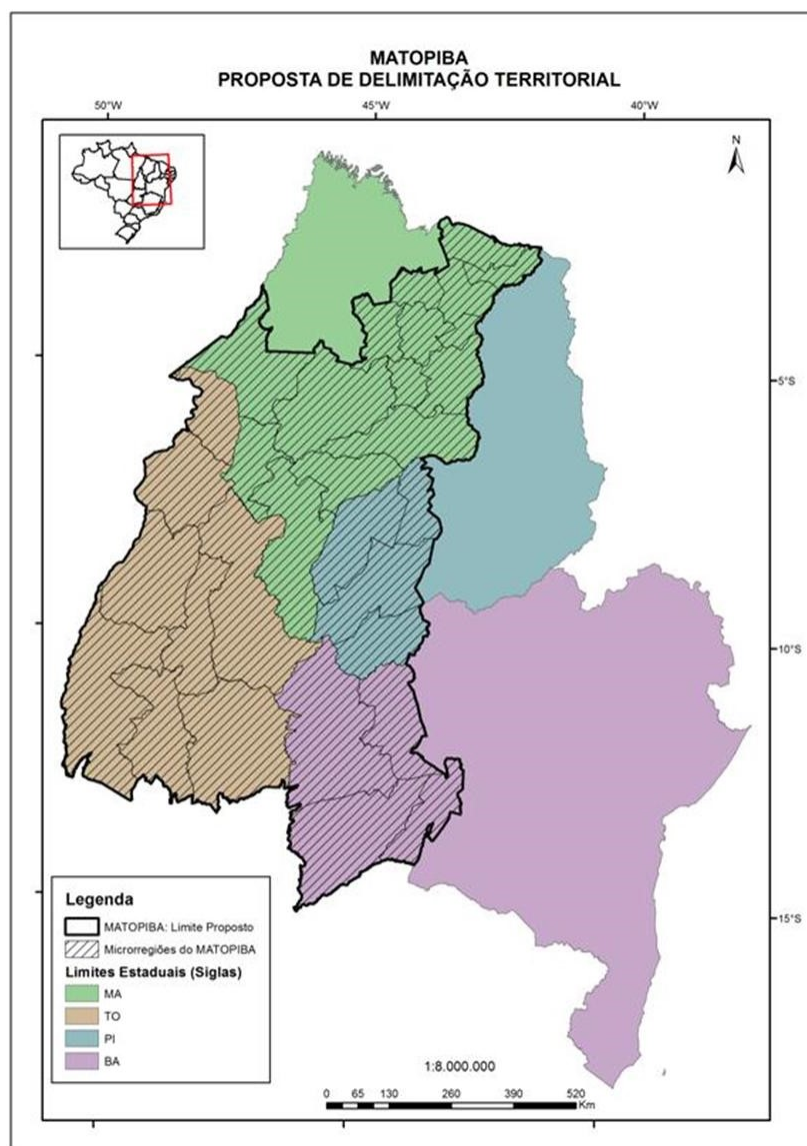 MATOPIBA
PROPOSTA DE DELIMITAÇÃO TERRITORIAL
50°W
45°W
40°W
N
5°S
10°S
15°S
Legenda
MATOPIBA: Limite Proposto
Microrregiões do MATOPIBA
Limites Estaduais (Siglas)
MA
TO
PI
BA
1:8.000.000
0 65 130 260 390 520
Km